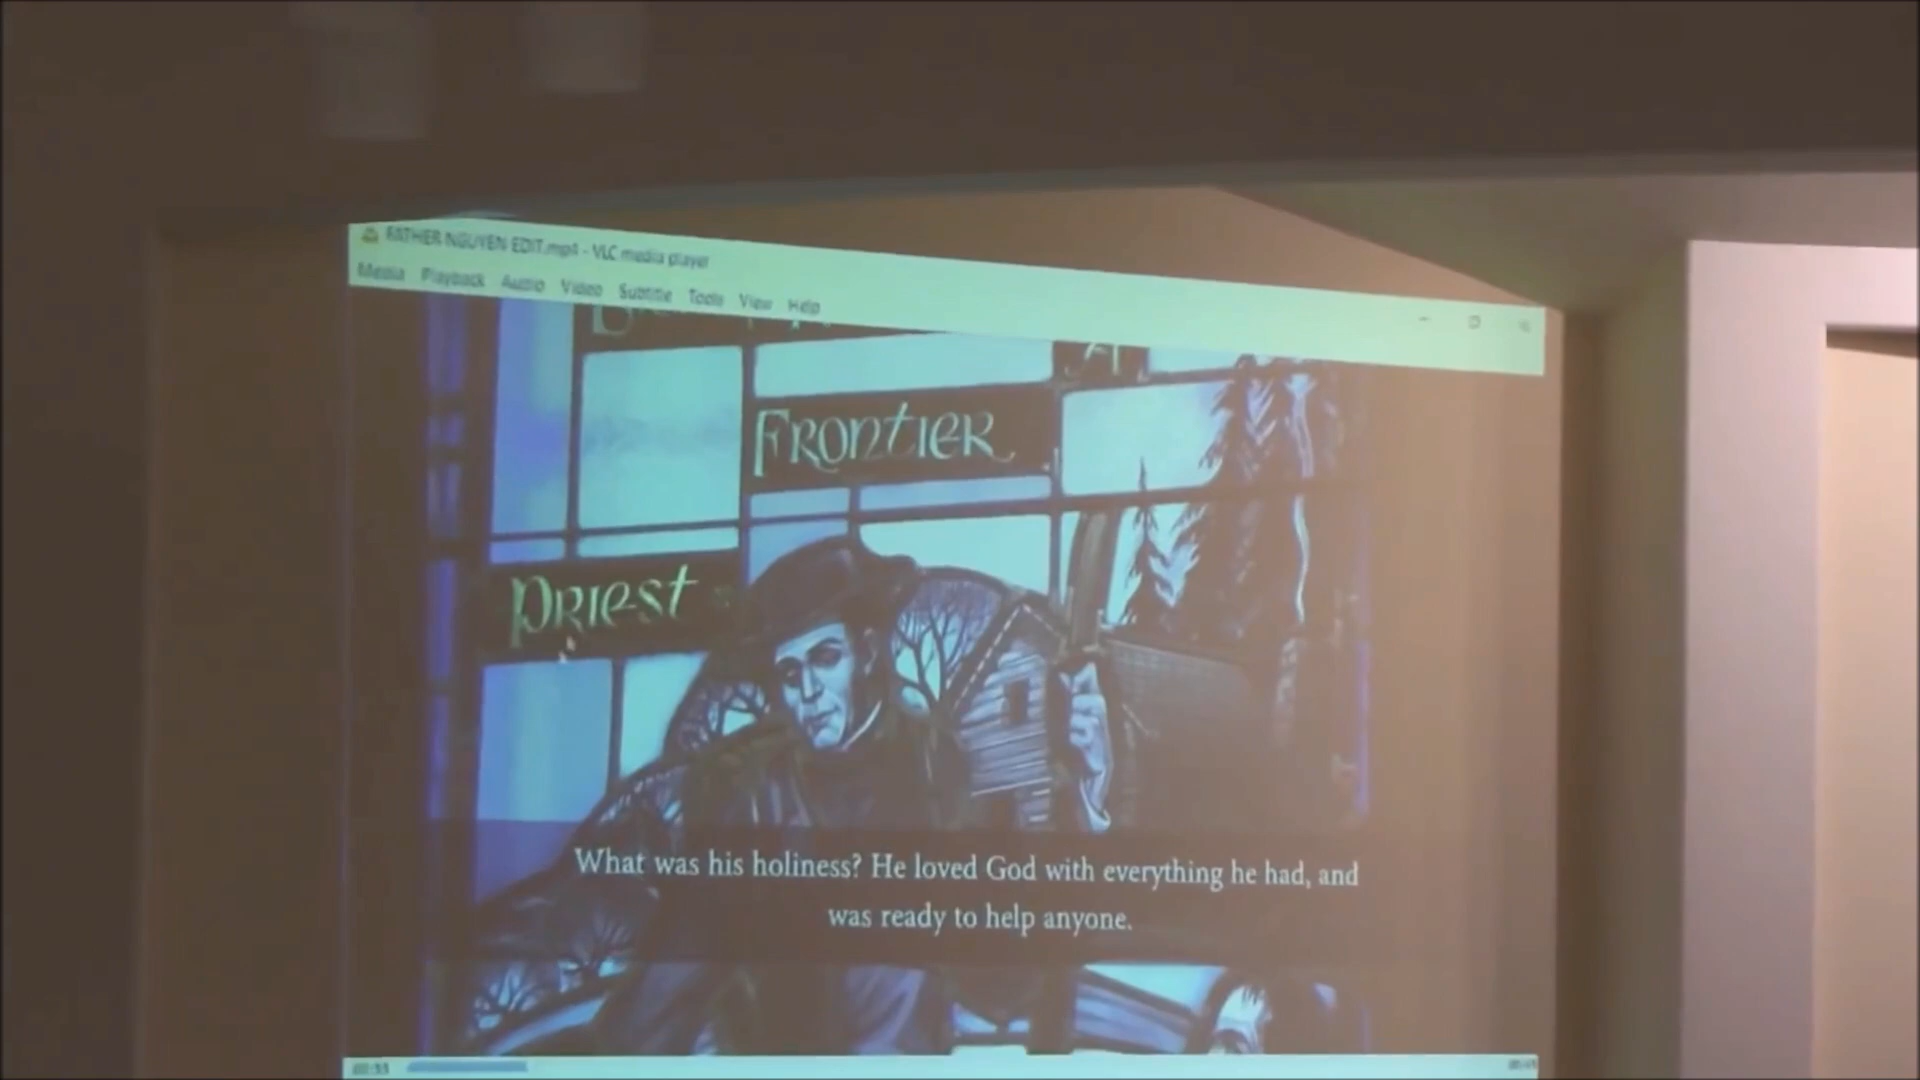 FATHER NGUYEN EDIT.mp4 - VLC media player
Media Playback Audio Video Subtitle Tools View Help
A
Frontier
Priest
What was his holiness? He loved God with everything he had, and
was ready to help anyone.